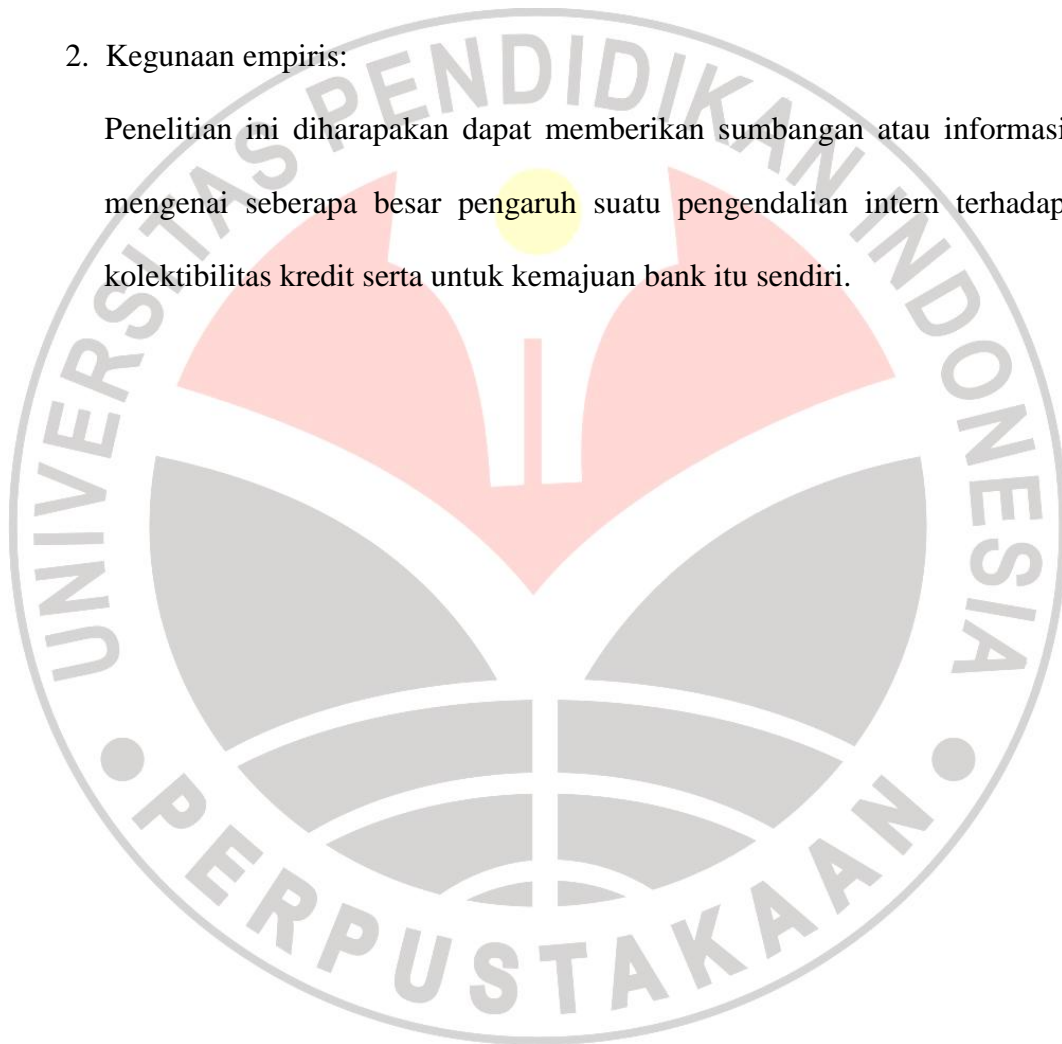 2. Kegunaan empiris:
Penelitian ini diharapakan dapat memberikan sumbangan atau informasi
mengenai seberapa besar pengaruh suatu pengendalian intern terhadap
kolektibilitas kredit serta untuk kemajuan bank itu sendiri.
UNIVERSITAS PENDIDIKAN INDONESIA
PERPUSTAKAAN